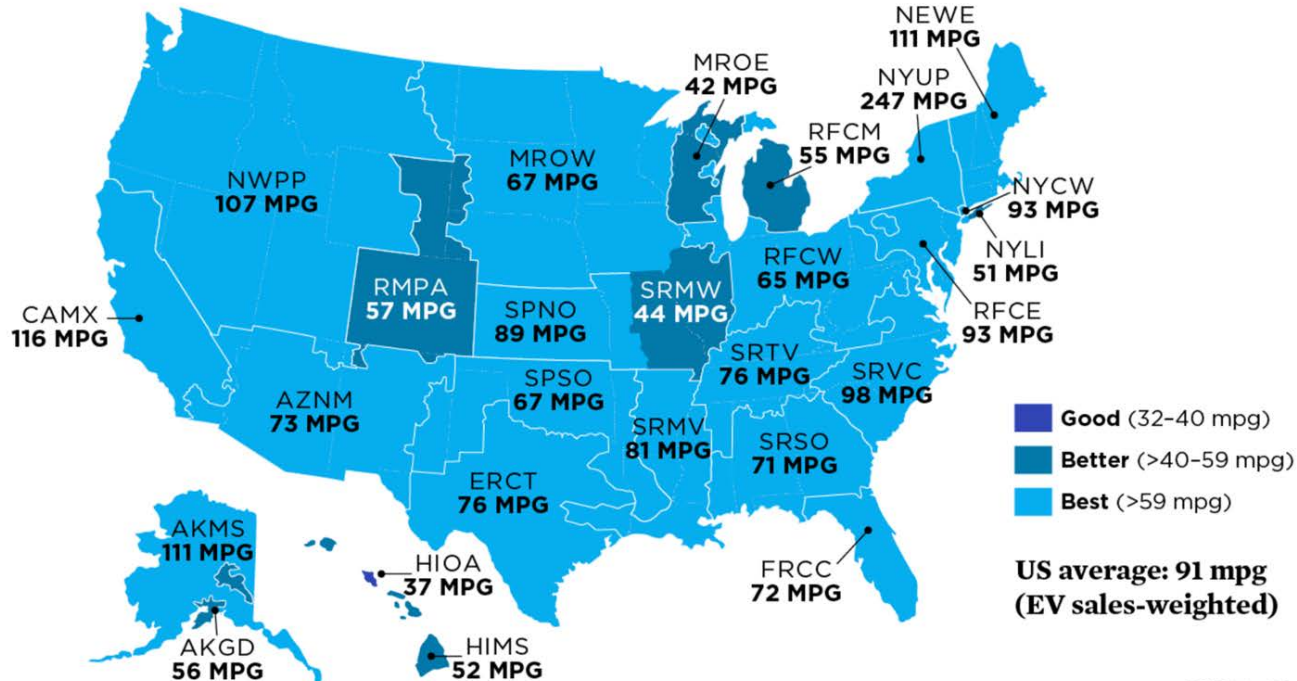 NEWE
111 MPG
MROE
42 MPG
NYUP
247 MPG
RFCM
55 MPG
MROW
67 MPG
NWPP
107 MPG
NYCW
93 MPG
NYLI
51 MPG
RFCW
65 MPG
RMPA
57 MPG
SRMW
44 MPG
SPNO
89 MPG
CAMX
116 MPG
RFCE
93 MPG
SRTV
76 MPG
SRVC
98 MPG
SPSO
67 MPG
AZNM
73 MPG
SRMV
81 MPG
SRSO
71 MPG
ERCT
76 MPG
Good (32–40 mpg)
Better (>40–59 mpg)
Best (>59 mpg)
AKMS
111 MPG
HIOA
37 MPG
FRCC
72 MPG
US average: 91 mpg
(EV sales-weighted)
AKGD
56 MPG
HIMS
52 MPG